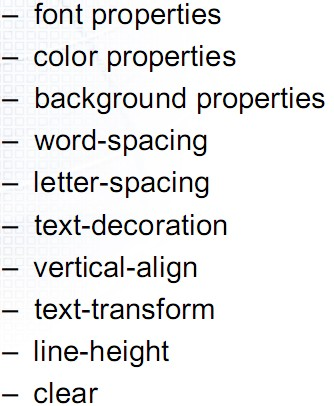 – font properties
– color properties
– background properties
– word-spacing
– letter-spacing
– text-decoration
– vertical-align
– text-transform
– line-height
– clear